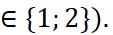 ∈ {1; 2}).